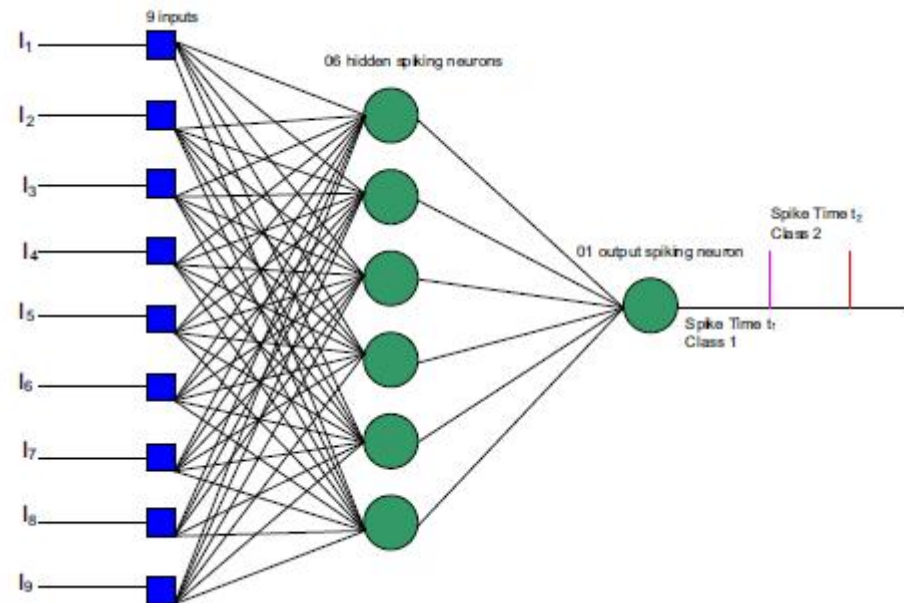 9 inputs
06 hidden spiking neurons
I₁
I₂
I₃
I₄
I₅
I₆
I₇
I₈
I₉
01 output spiking neuron
Spike Time t₁
Class 1
Spike Time t₂
Class 2